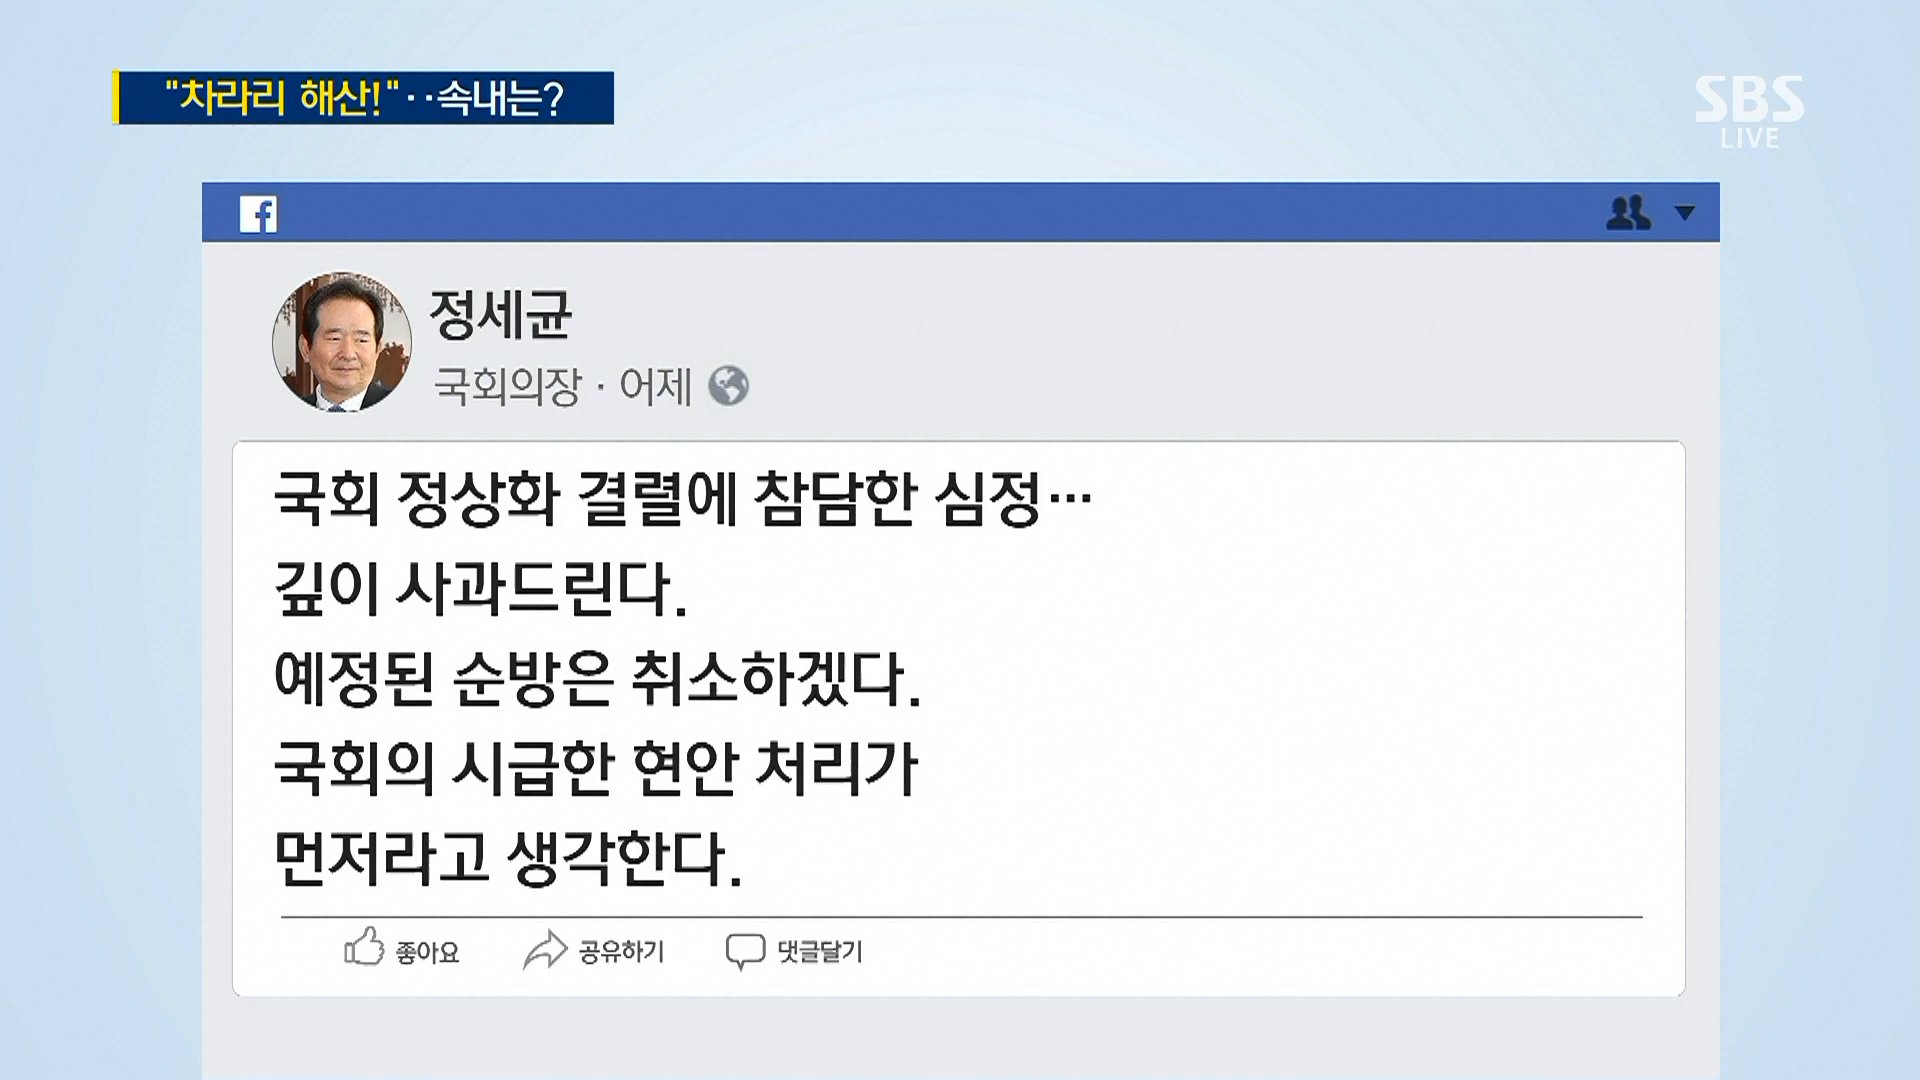 "차라리 해산!"‥속내는?
SBS
LIVE
정세균
국회의장 · 어제
국회 정상화 결렬에 참담한 심정…
깊이 사과드린다.
예정된 순방은 취소하겠다.
국회의 시급한 현안 처리가
먼저라고 생각한다.
좋아요 공유하기 댓글달기